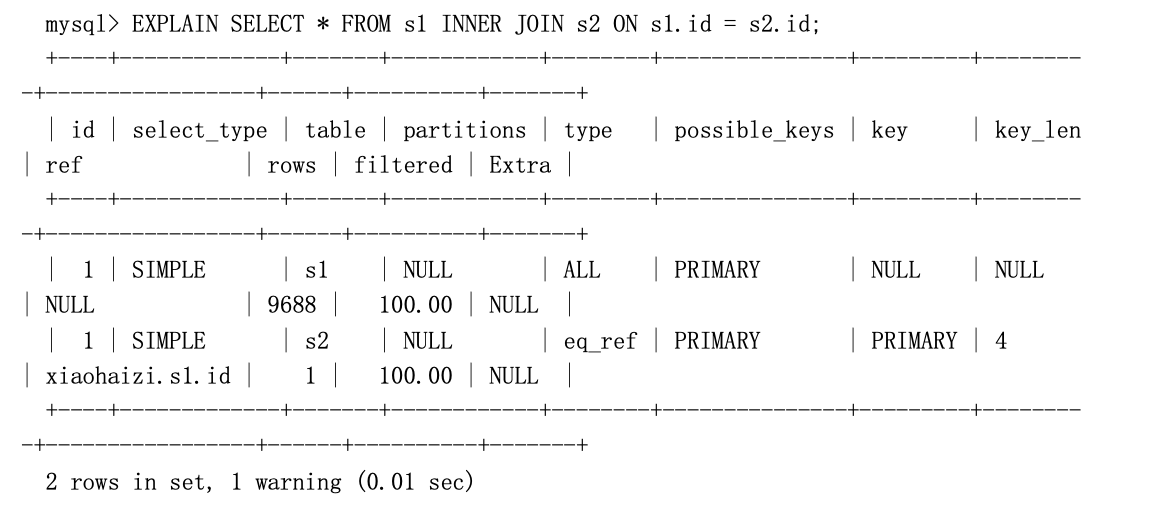 mysql> EXPLAIN SELECT * FROM s1 INNER JOIN s2 ON s1.id = s2.id;
+----+-------------+-------+------------+--------+---------------+---------+--------
-+-----------------+------+----------+-------+
| id | select_type | table | partitions | type   | possible_keys | key     | key_len
| ref             | rows | filtered | Extra |
+----+-------------+-------+------------+--------+---------------+---------+--------
-+-----------------+------+----------+-------+
|  1 | SIMPLE      | s1    | NULL       | ALL    | PRIMARY       | NULL    | NULL
| NULL            | 9688 |   100.00 | NULL  |
|  1 | SIMPLE      | s2    | NULL       | eq_ref | PRIMARY       | PRIMARY | 4
| xiaohaizi.s1.id |    1 |   100.00 | NULL  |
+----+-------------+-------+------------+--------+---------------+---------+--------
-+-----------------+------+----------+-------+
2 rows in set, 1 warning (0.01 sec)